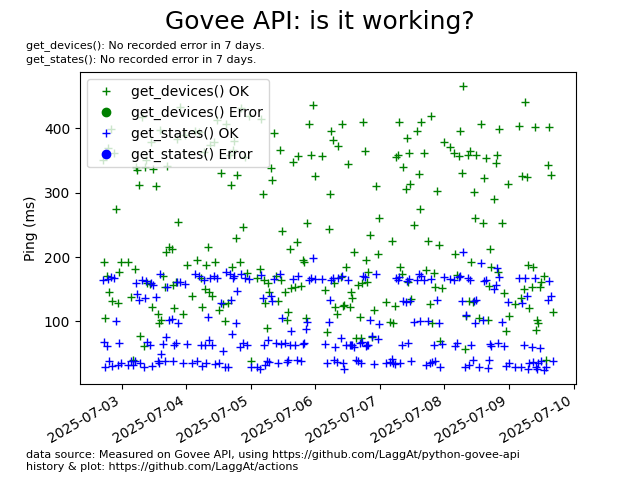 Govee API: is it working?
get_devices(): No recorded error in 7 days.
get_states(): No recorded error in 7 days.
get_devices() OK
get_devices() Error
get_states() OK
get_states() Error
Ping (ms)
400
300
200
100
2025-07-03
2025-07-04
2025-07-05
2025-07-06
2025-07-07
2025-07-08
2025-07-09
2025-07-10
data source: Measured on Govee API, using https://github.com/LaggAt/python-govee-api
history & plot: https://github.com/LaggAt/actions